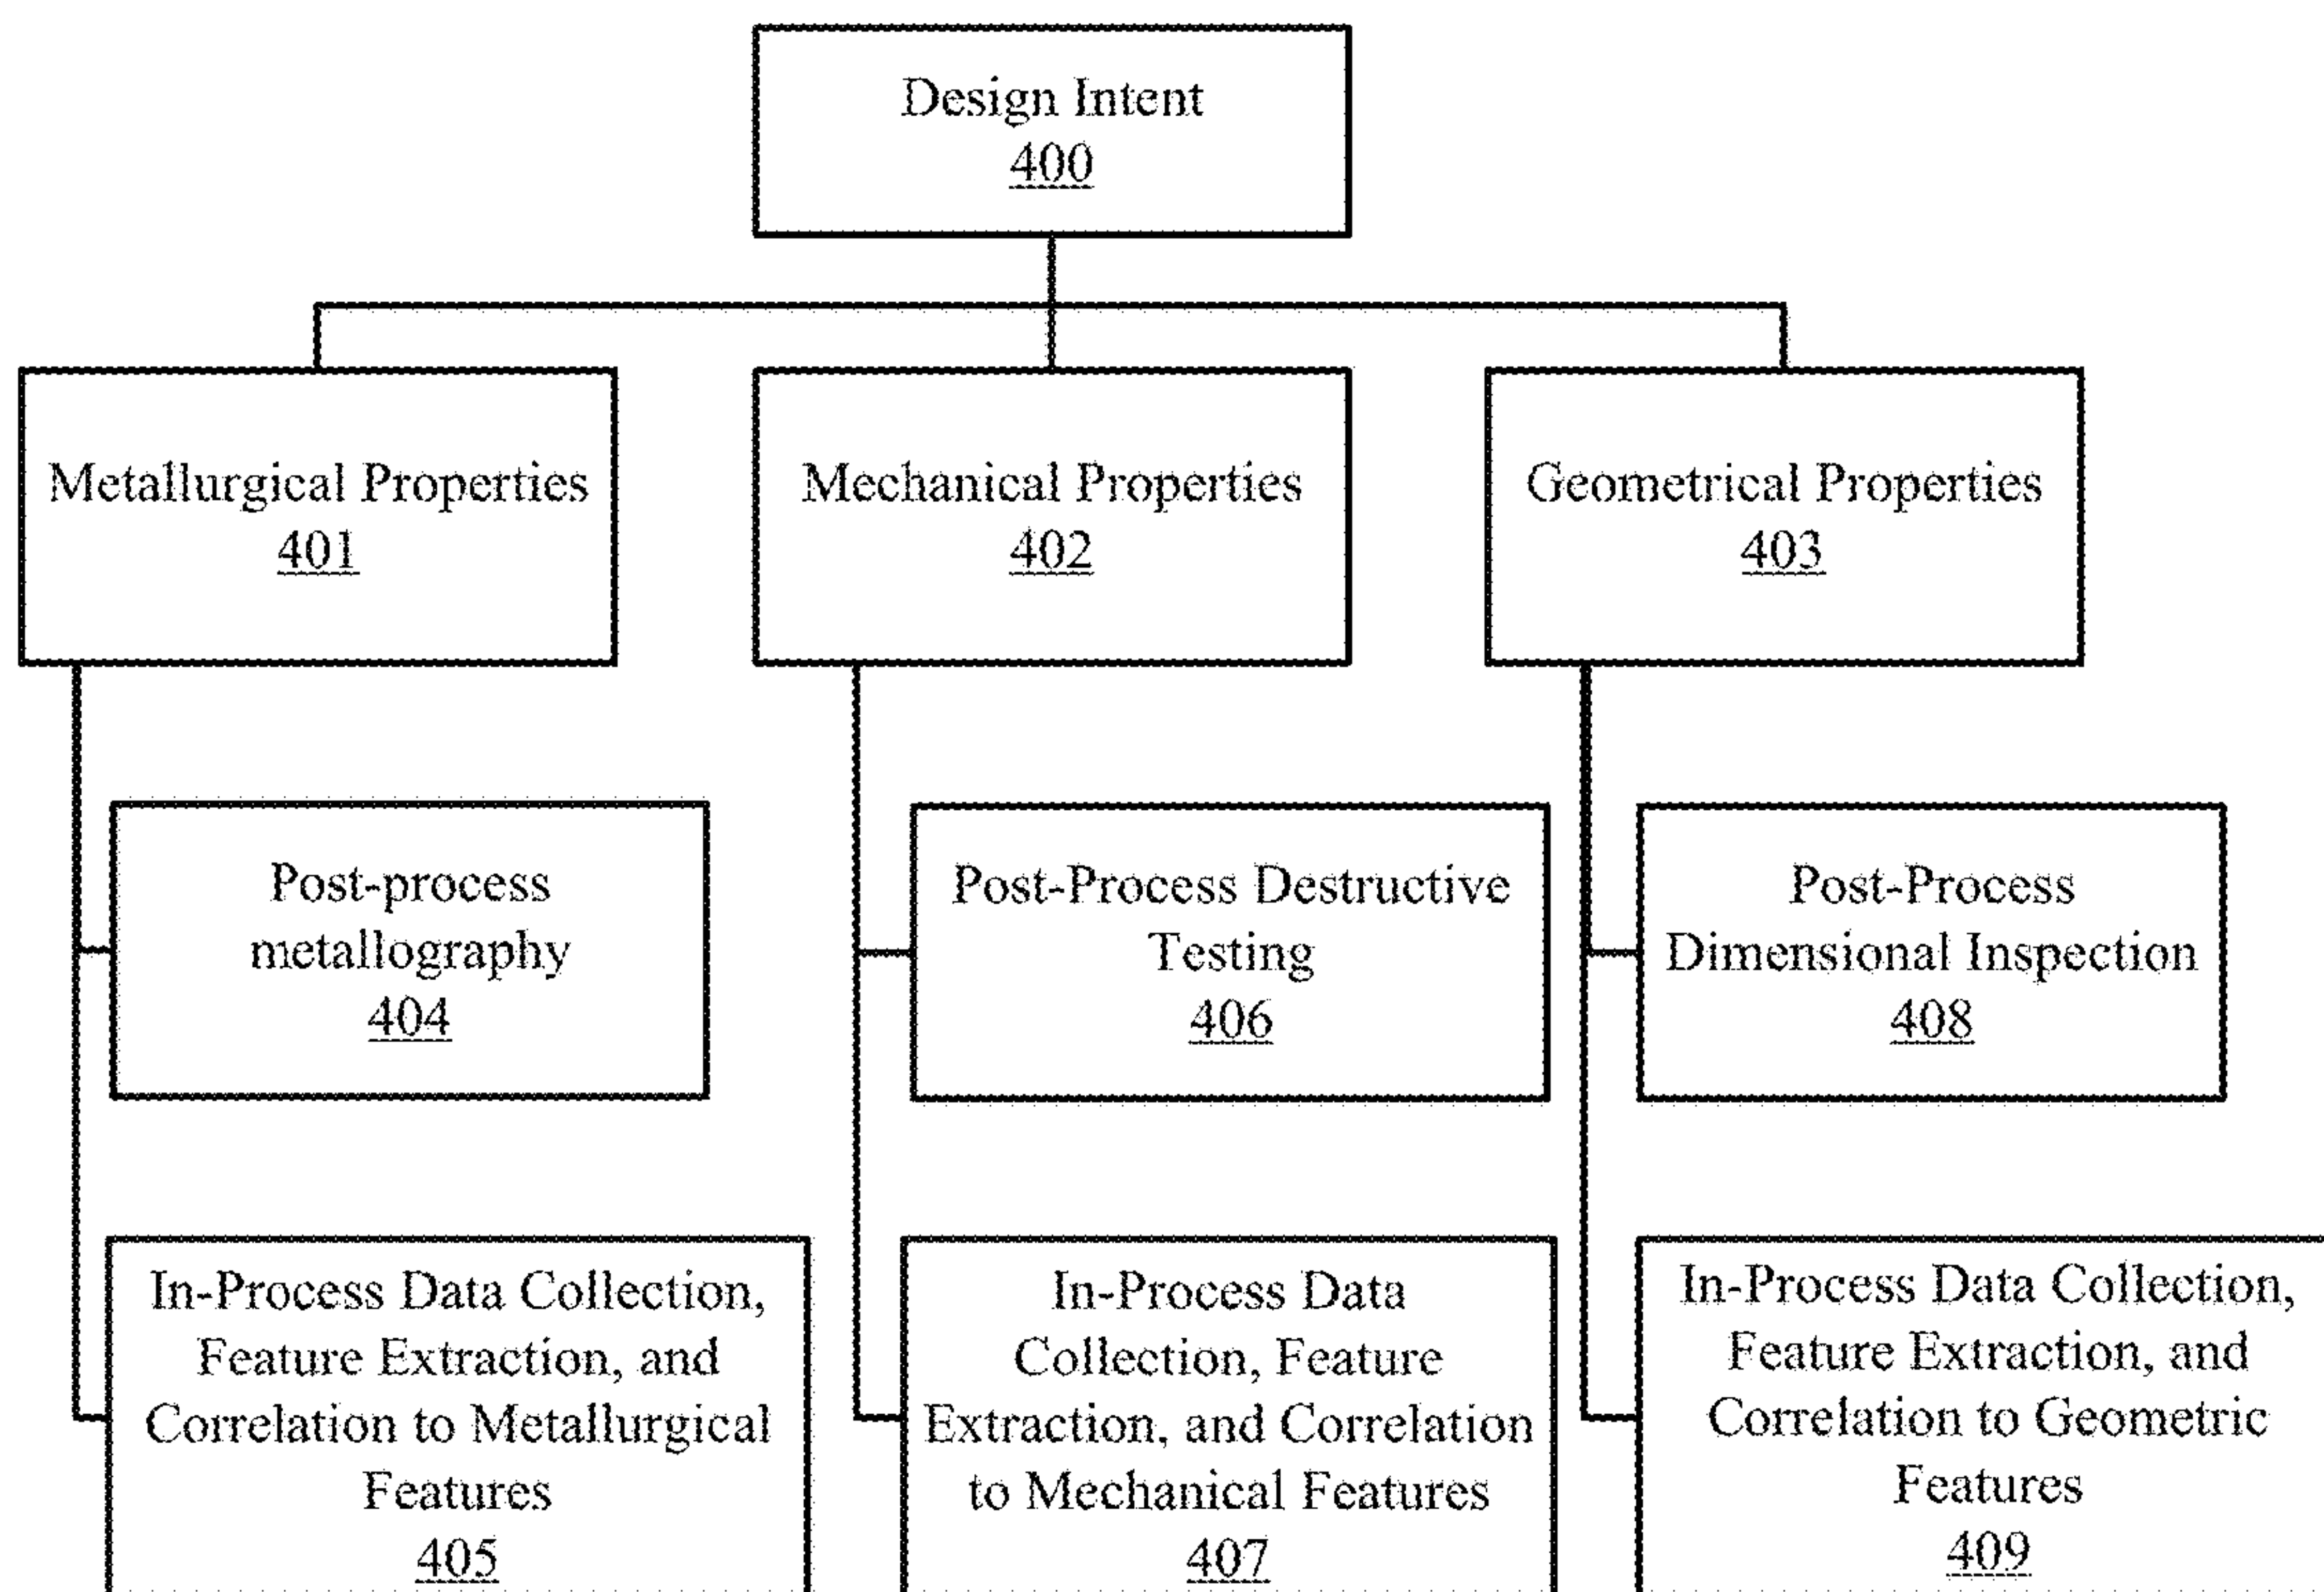 Design Intent
400
Metallurgical Properties
401
Mechanical Properties
402
Geometrical Properties
403
Post-process
metallography
404
Post-Process Destructive
Testing
406
Post-Process
Dimensional Inspection
408
In-Process Data Collection,
Feature Extraction, and
Correlation to Metallurgical
Features
405
In-Process Data
Collection, Feature
Extraction, and Correlation
to Mechanical Features
407
In-Process Data Collection,
Feature Extraction, and
Correlation to Geometric
Features
409